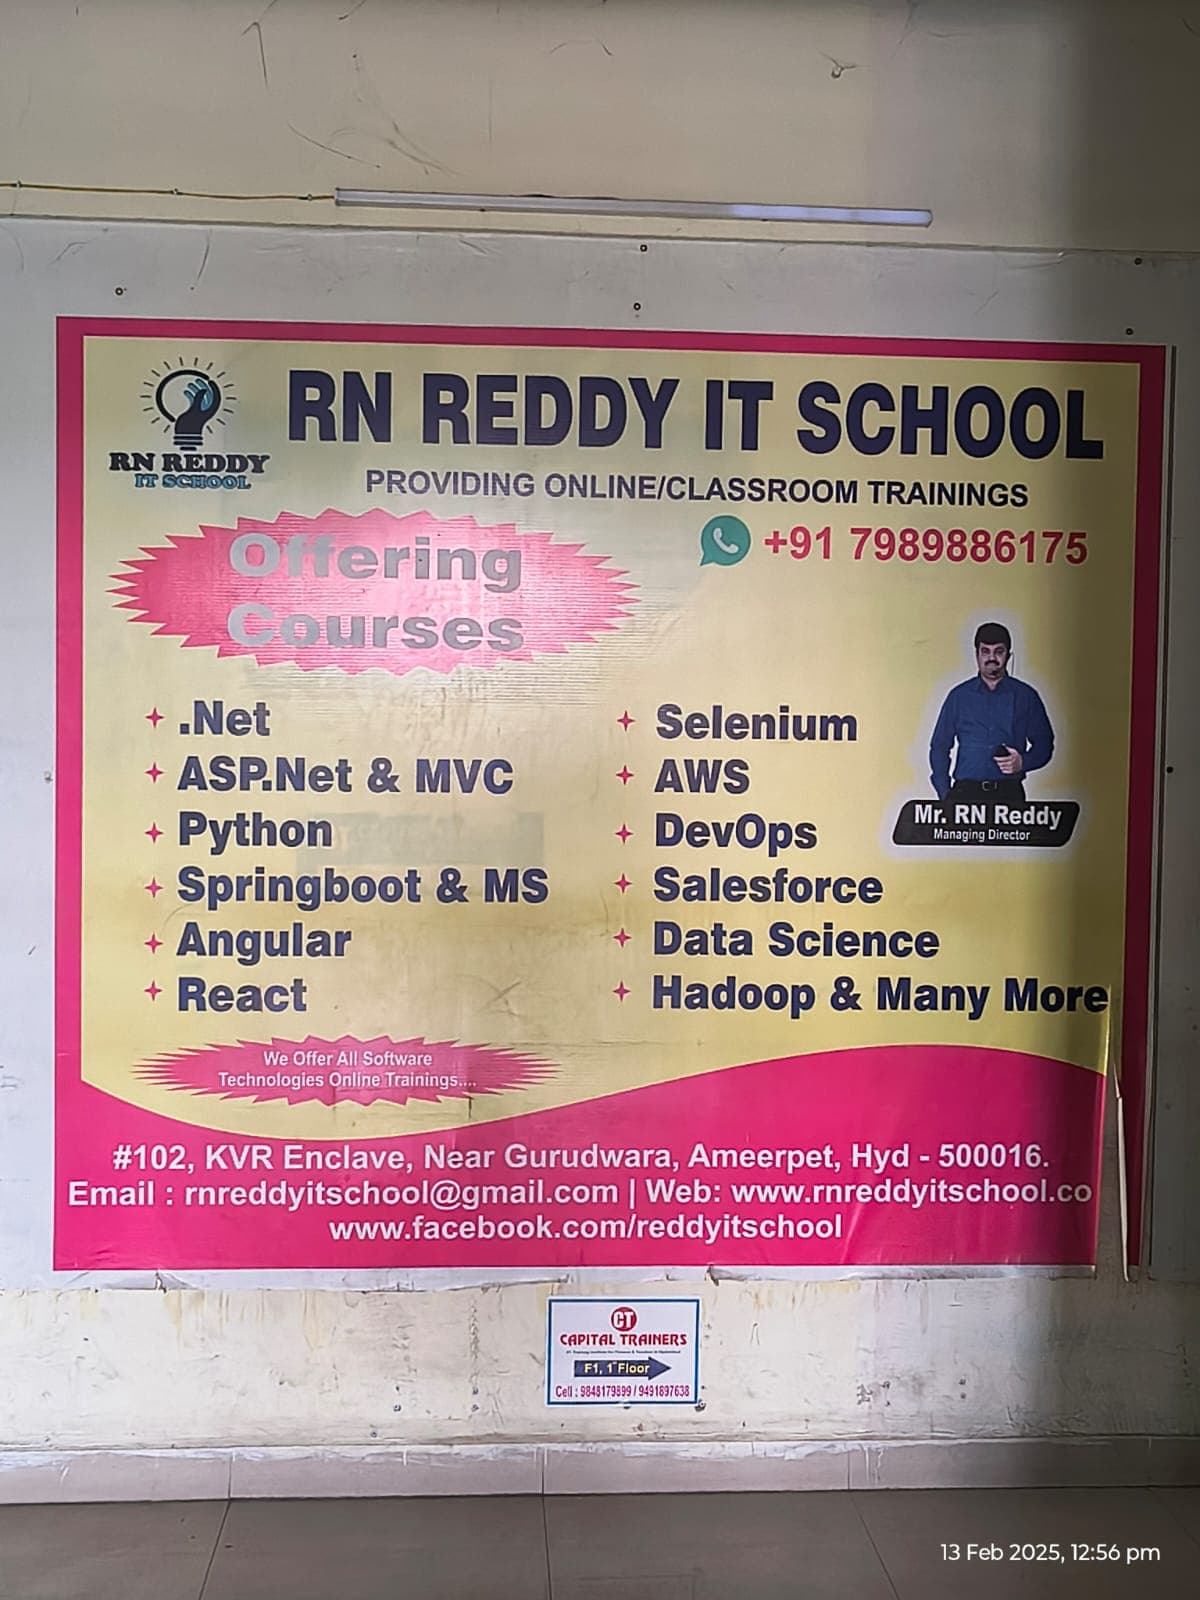 RN REDDY
IT SCHOOL
RN REDDY IT SCHOOL
PROVIDING ONLINE/CLASSROOM TRAININGS
+91 7989886175
Offering
Courses
.Net
ASP.Net & MVC
Python
Springboot & MS
Angular
React
Selenium
AWS
DevOps
Salesforce
Data Science
Hadoop & Many More
Mr. RN Reddy
Managing Director
We Offer All Software
Technologies Online Trainings....
#102, KVR Enclave, Near Gurudwara, Ameerpet, Hyd - 500016.
Email : rnreddyitschool@gmail.com | Web: www.rnreddyitschool.co
www.facebook.com/reddyitschool
CT
CAPITAL TRAINERS
F1, 1st Floor
Cell : 9848179899 / 9491897638
13 Feb 2025, 12:56 pm